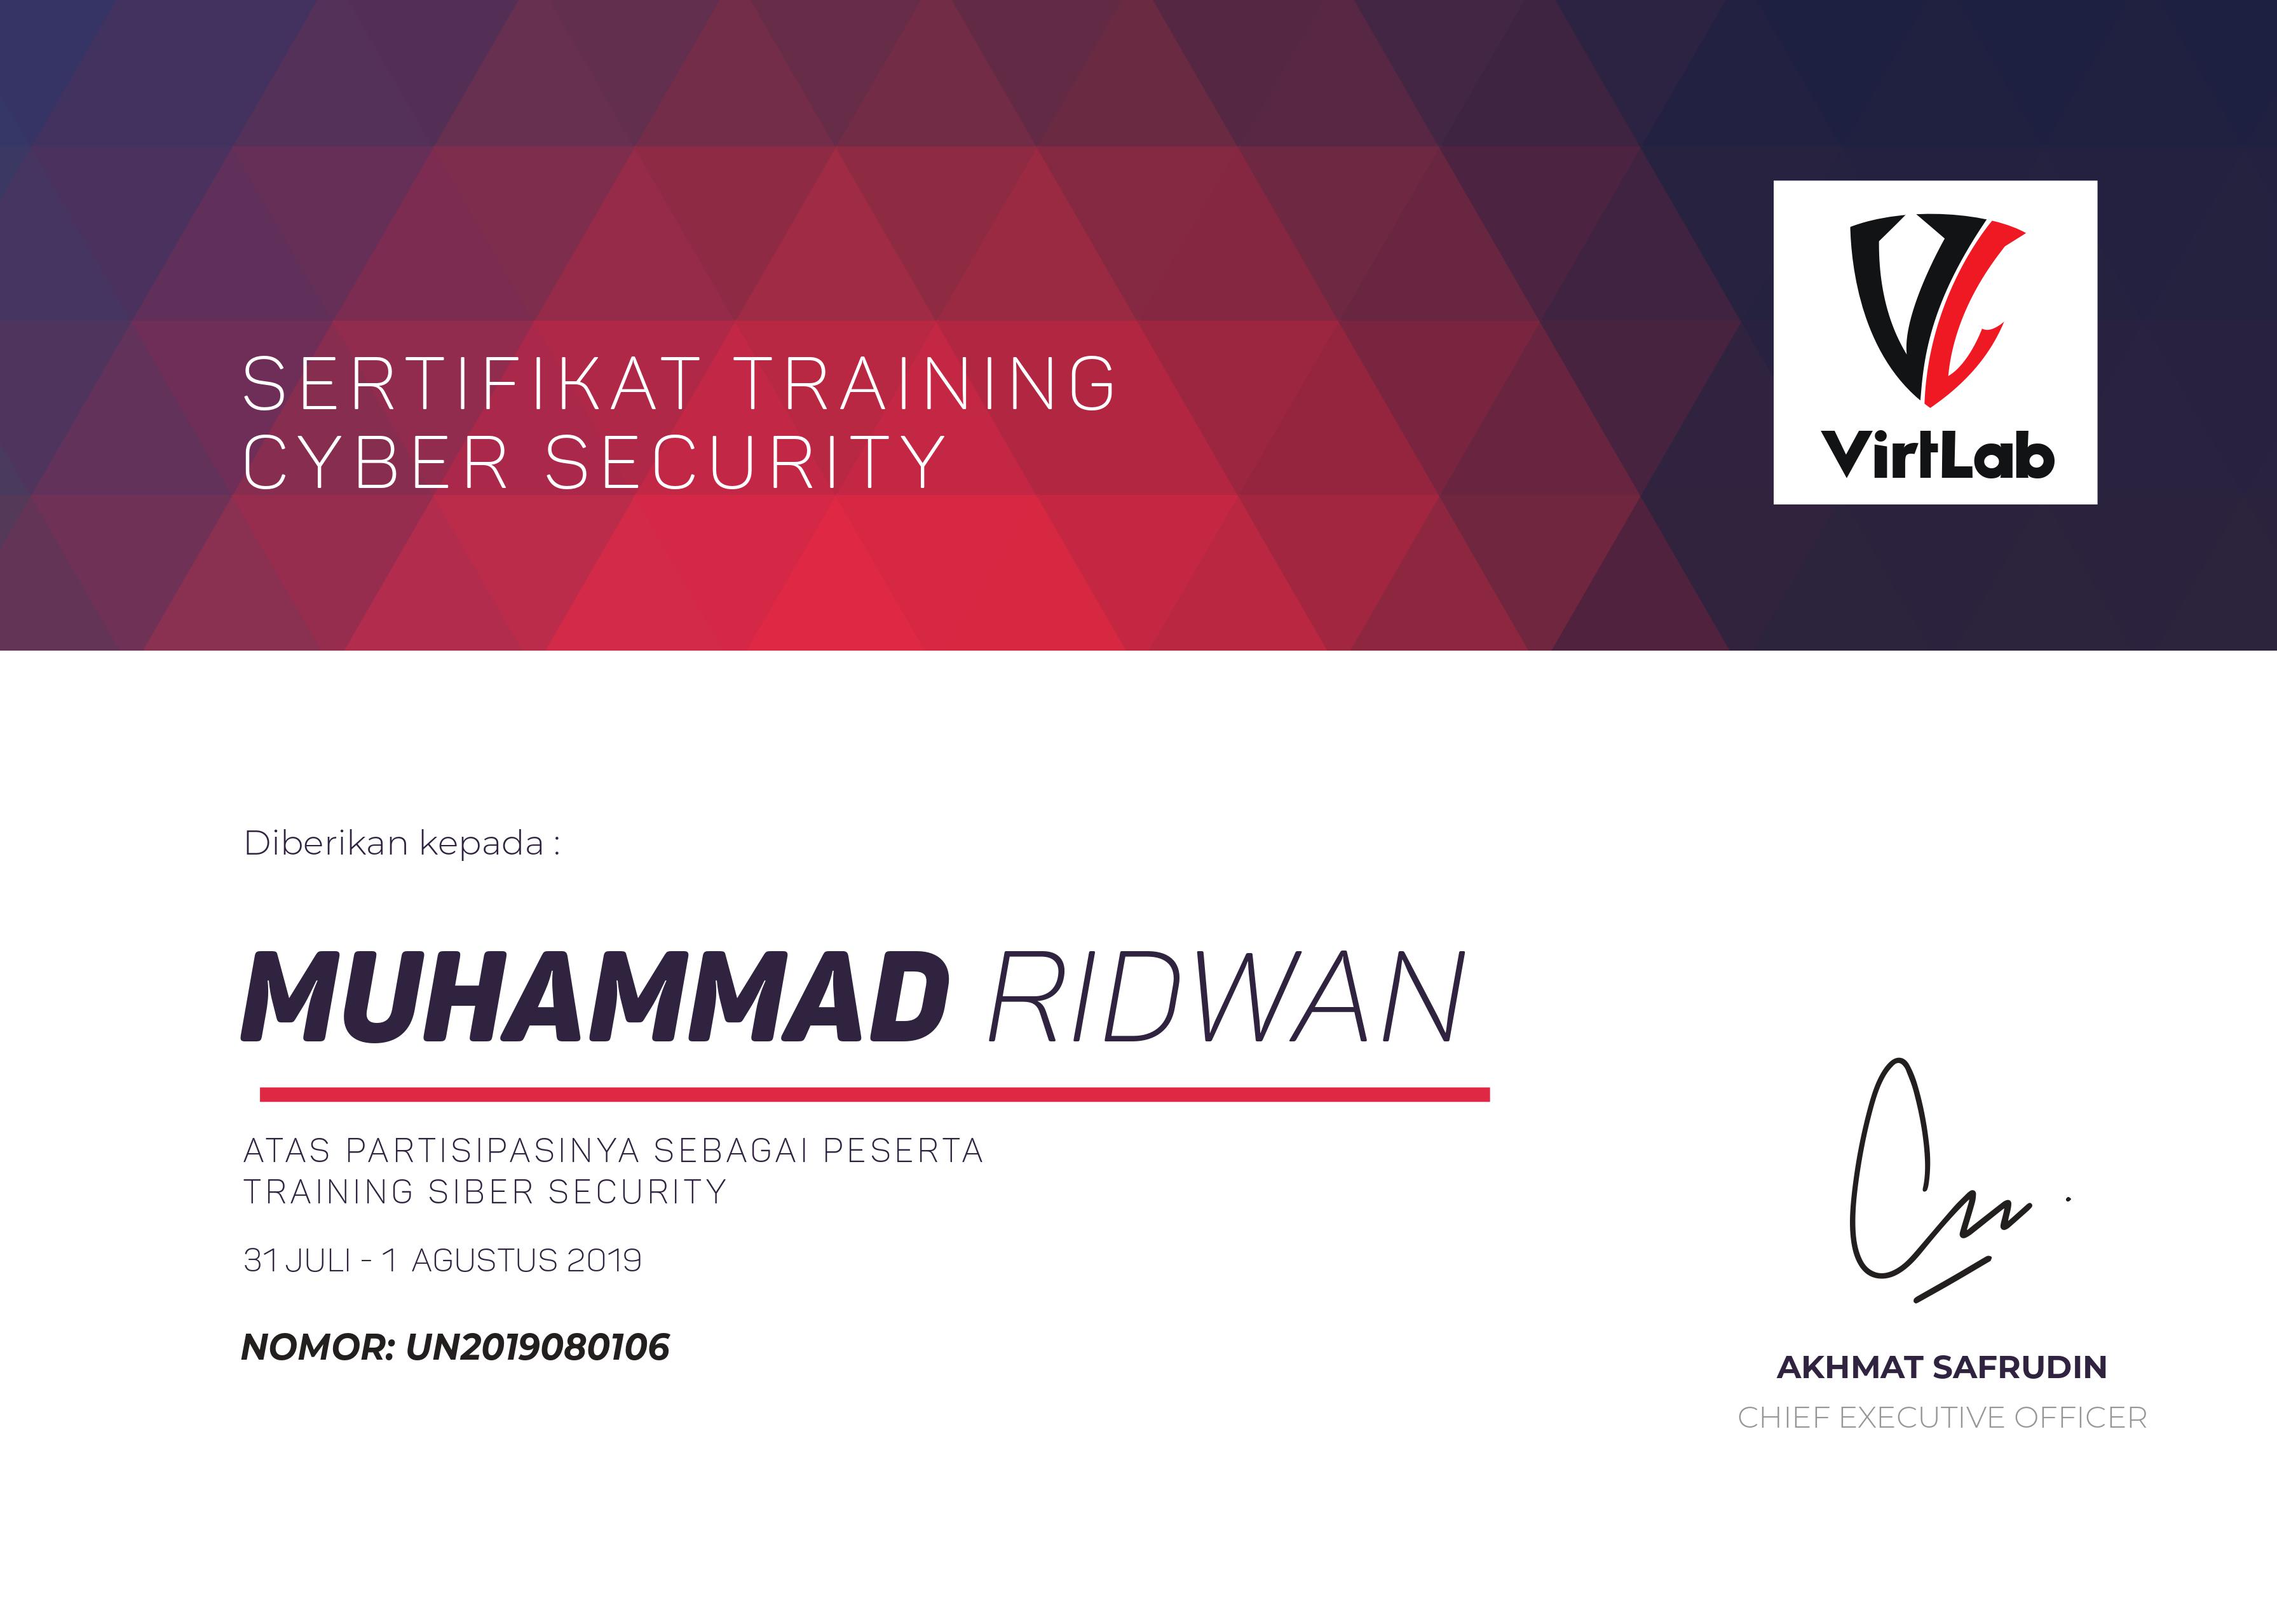 SERTIFIKAT TRAINING
CYBER SECURITY
VirtLab
Diberikan kepada :
MUHAMMAD RIDWAN
ATAS PARTISIPASINYA SEBAGAI PESERTA
TRAINING SIBER SECURITY
31 JULI - 1 AGUSTUS 2019
NOMOR: UN2019080106
AKHMAT SAFRUDIN
CHIEF EXECUTIVE OFFICER